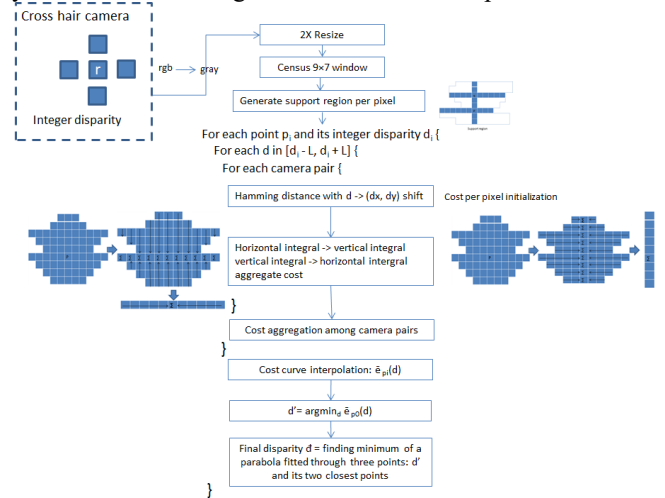 Cross hair camera
r
Integer disparity
rgb
gray
2X Resize
Census 9×7 window
Generate support region per pixel
Support region
For each point pi and its integer disparity di {
For each d in [di - L, di + L] {
For each camera pair {
Hamming distance with d -> (dx, dy) shift
Cost per pixel initialization
Horizontal integral -> vertical integral
vertical integral -> horizontal intergral
aggregate cost
}
Cost aggregation among camera pairs
}
Cost curve interpolation: ē pi(d)
d'= argmind ē p0(d)
Final disparity đ = finding minimum of a
parabola fitted through three points: d'
and its two closest points
}